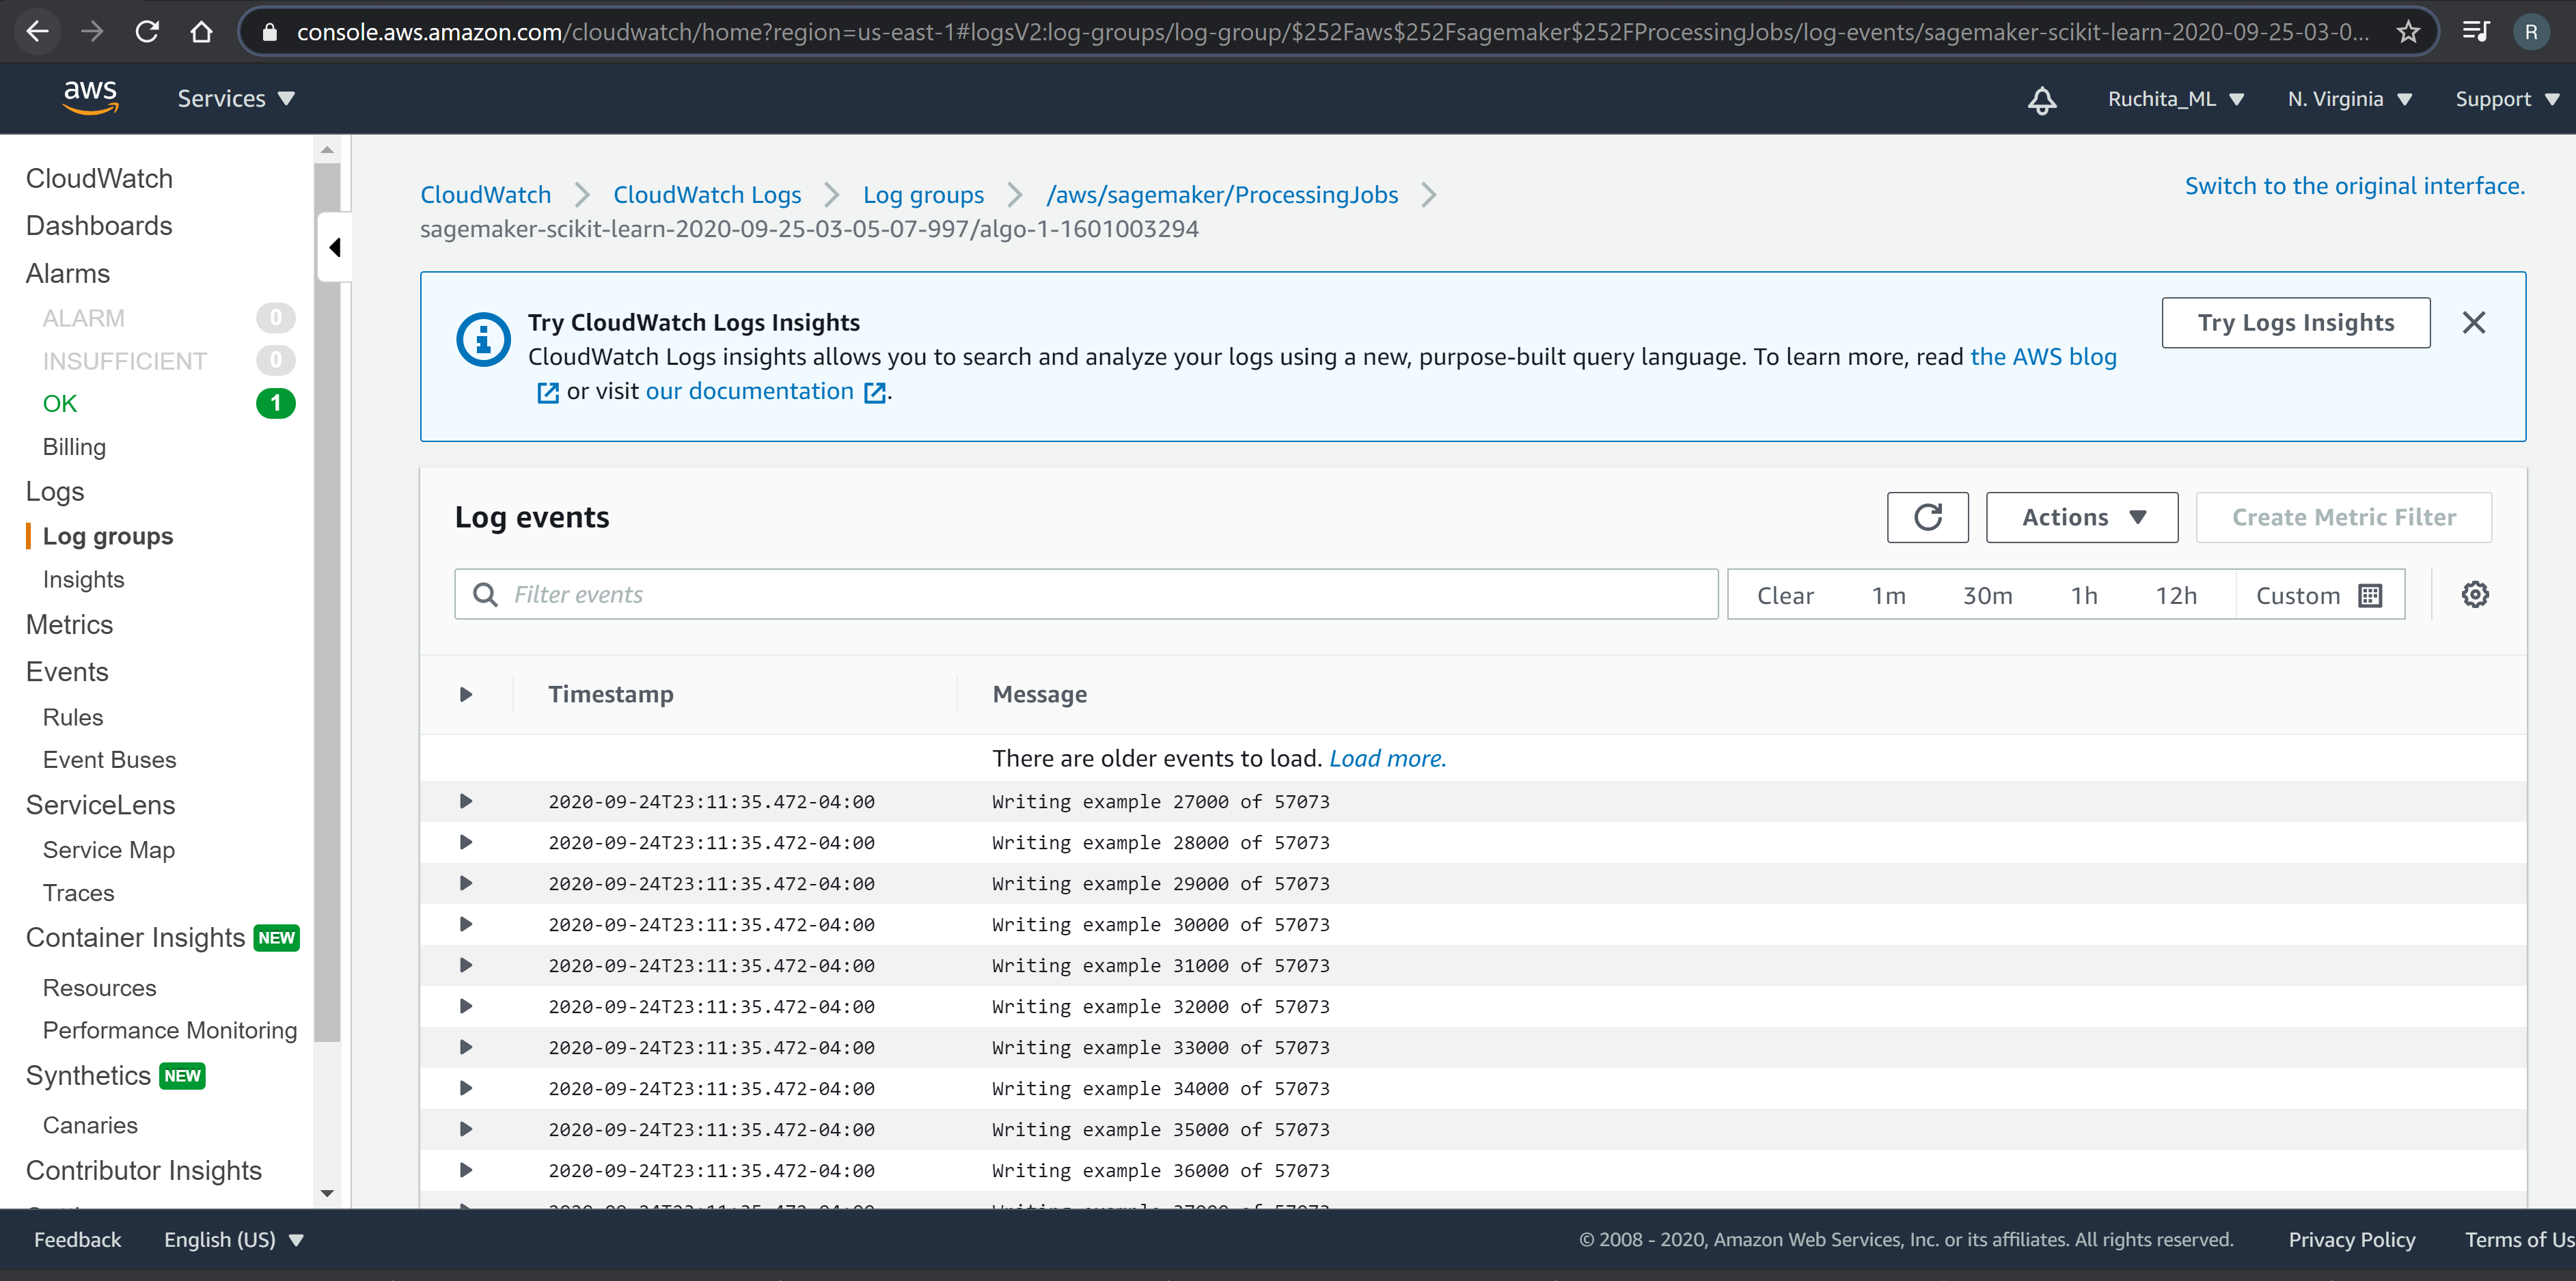 console.aws.amazon.com/cloudwatch/home?region=us-east-1#logsV2:log-groups/log-group/$252Faws$252Fsagemaker$252FProcessingJobs/log-events/sagemaker-scikit-learn-2020-09-25-03-0...
R
aws
Services
Ruchita_ML
N. Virginia
Support
CloudWatch
Dashboards
Alarms
ALARM 0
INSUFFICIENT 0
OK 1
Billing
Logs
Log groups
Insights
Metrics
Events
Rules
Event Buses
ServiceLens
Service Map
Traces
Container Insights NEW
Resources
Performance Monitoring
Synthetics NEW
Canaries
Contributor Insights
CloudWatch CloudWatch Logs Log groups /aws/sagemaker/ProcessingJobs
sagemaker-scikit-learn-2020-09-25-03-05-07-997/algo-1-1601003294
Switch to the original interface.
Try CloudWatch Logs Insights
CloudWatch Logs insights allows you to search and analyze your logs using a new, purpose-built query language. To learn more, read the AWS blog
or visit our documentation .
Try Logs Insights
Log events
Actions
Create Metric Filter
Filter events
Clear 1m 30m 1h 12h Custom
Timestamp Message
There are older events to load. Load more.
2020-09-24T23:11:35.472-04:00 Writing example 27000 of 57073
2020-09-24T23:11:35.472-04:00 Writing example 28000 of 57073
2020-09-24T23:11:35.472-04:00 Writing example 29000 of 57073
2020-09-24T23:11:35.472-04:00 Writing example 30000 of 57073
2020-09-24T23:11:35.472-04:00 Writing example 31000 of 57073
2020-09-24T23:11:35.472-04:00 Writing example 32000 of 57073
2020-09-24T23:11:35.472-04:00 Writing example 33000 of 57073
2020-09-24T23:11:35.472-04:00 Writing example 34000 of 57073
2020-09-24T23:11:35.472-04:00 Writing example 35000 of 57073
2020-09-24T23:11:35.472-04:00 Writing example 36000 of 57073
Feedback English (US)
© 2008 - 2020, Amazon Web Services, Inc. or its affiliates. All rights reserved. Privacy Policy Terms of Us